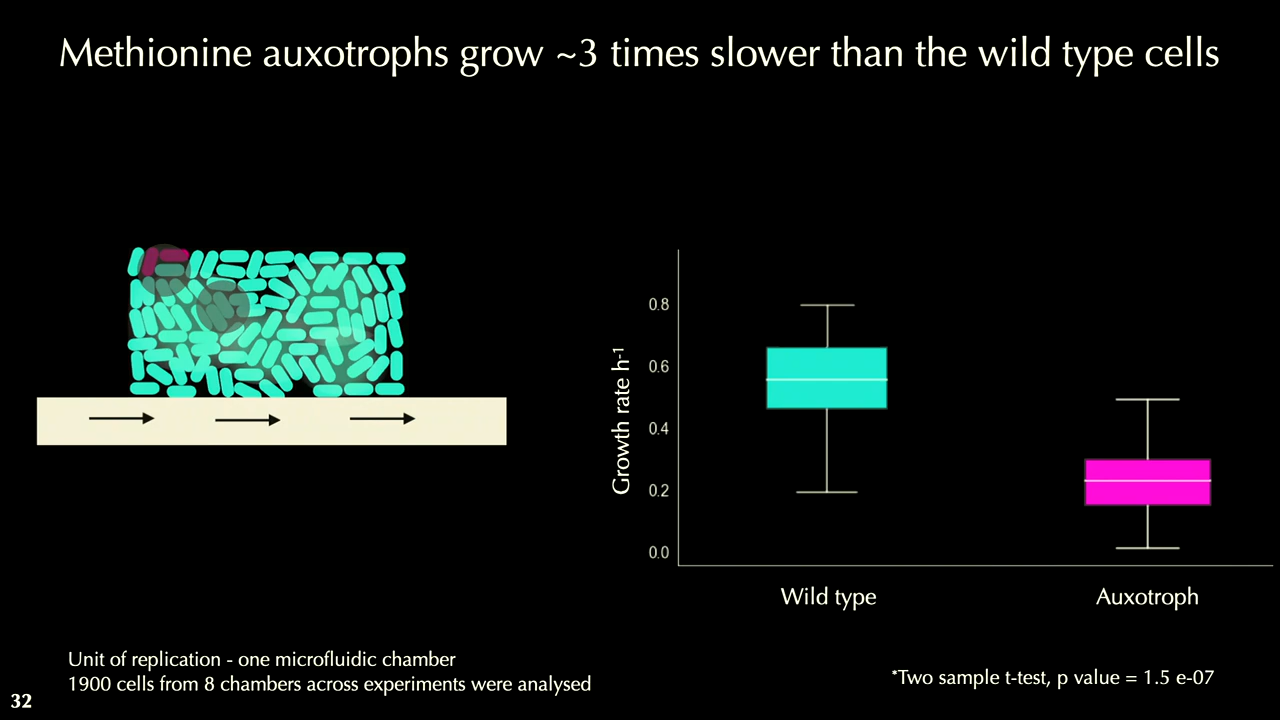 Methionine auxotrophs grow ~3 times slower than the wild type cells
Growth rate h-1
0.8
0.6
0.4
0.2
0.0
Wild type
Auxotroph
Unit of replication - one microfluidic chamber
1900 cells from 8 chambers across experiments were analysed
*Two sample t-test, p value = 1.5 e-07
32